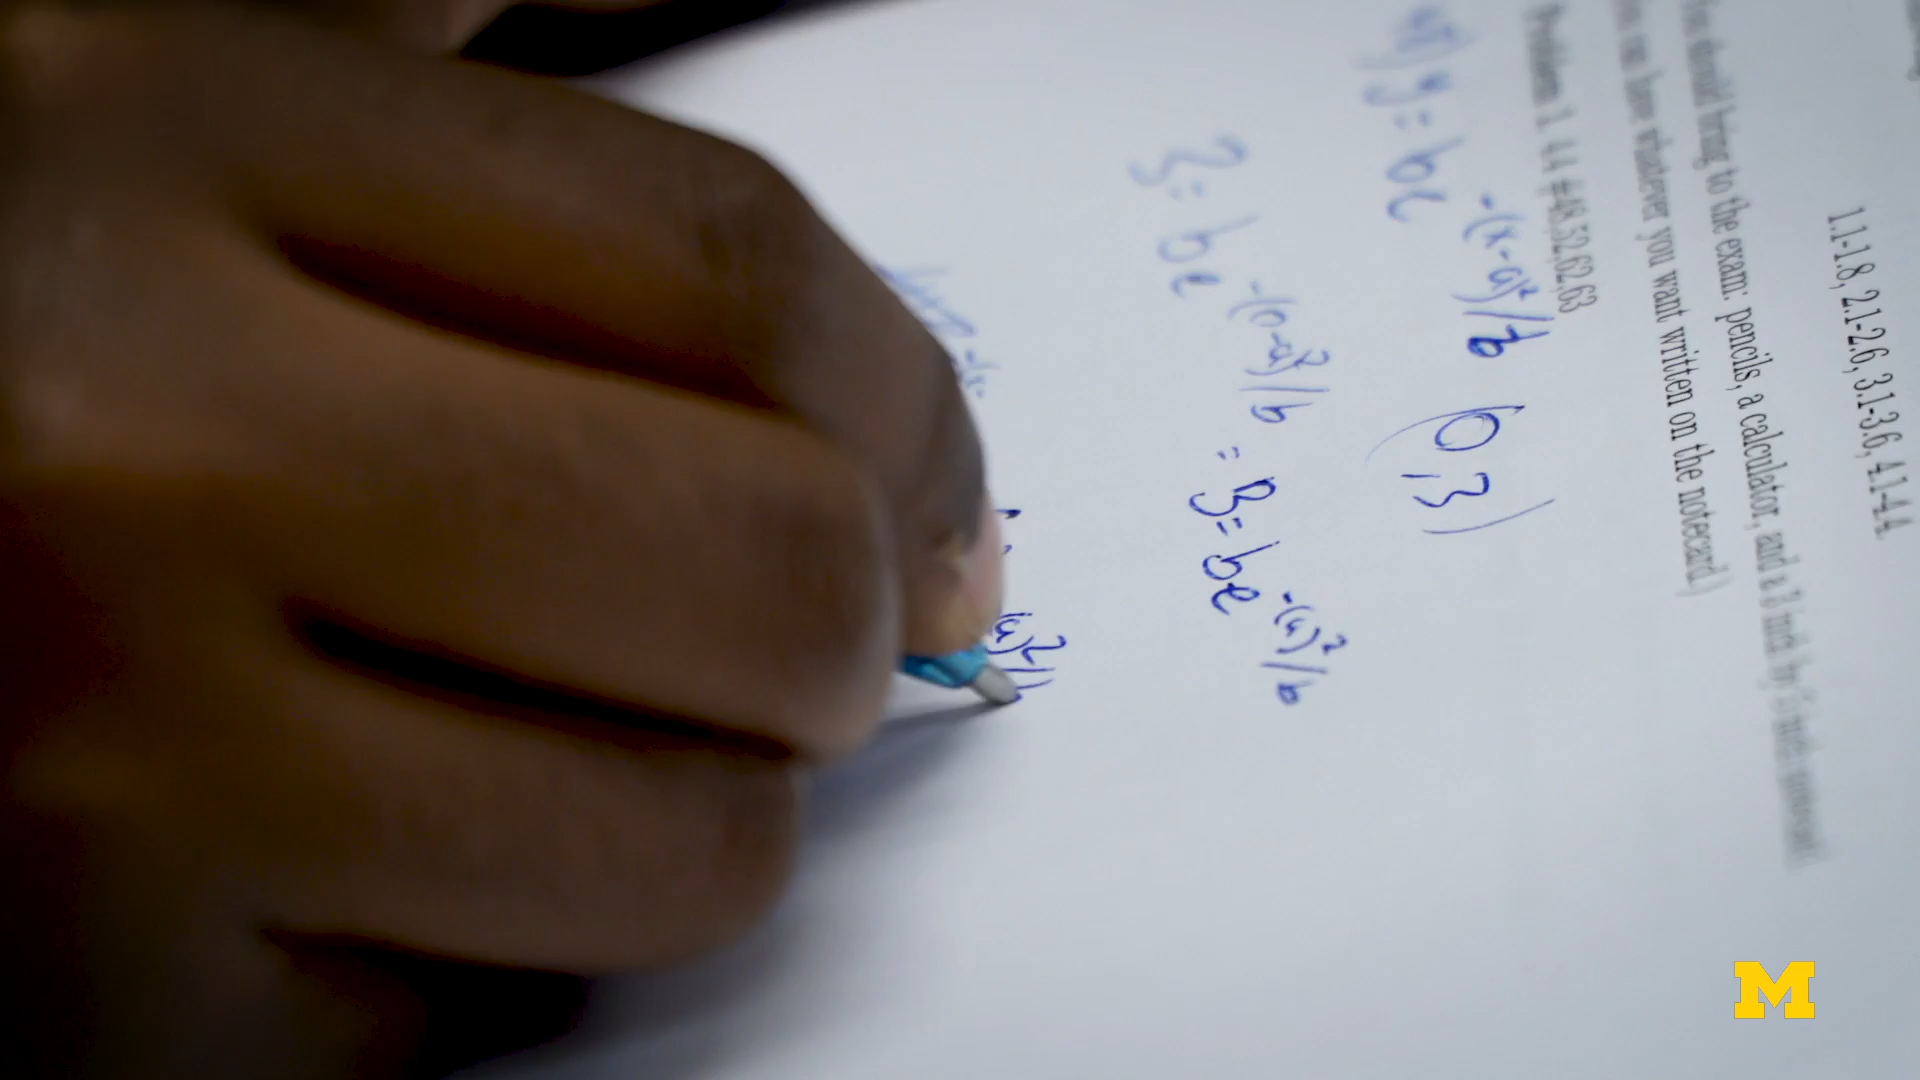 1.1-1.8, 2.1-2.6, 3.1-3.6, 4.1-4.4
You should bring to the exam: pencils, a calculator, and a 3 inch by 5 inch notecard
can have whatever you want written on the notecard.)
Problem 1. 4.4 #48,52,62,63
y = be -(x-a)²/b (0,3)
3 = be -(0-a)²/b = 3 = be -(a)²/b
(a)²/
M